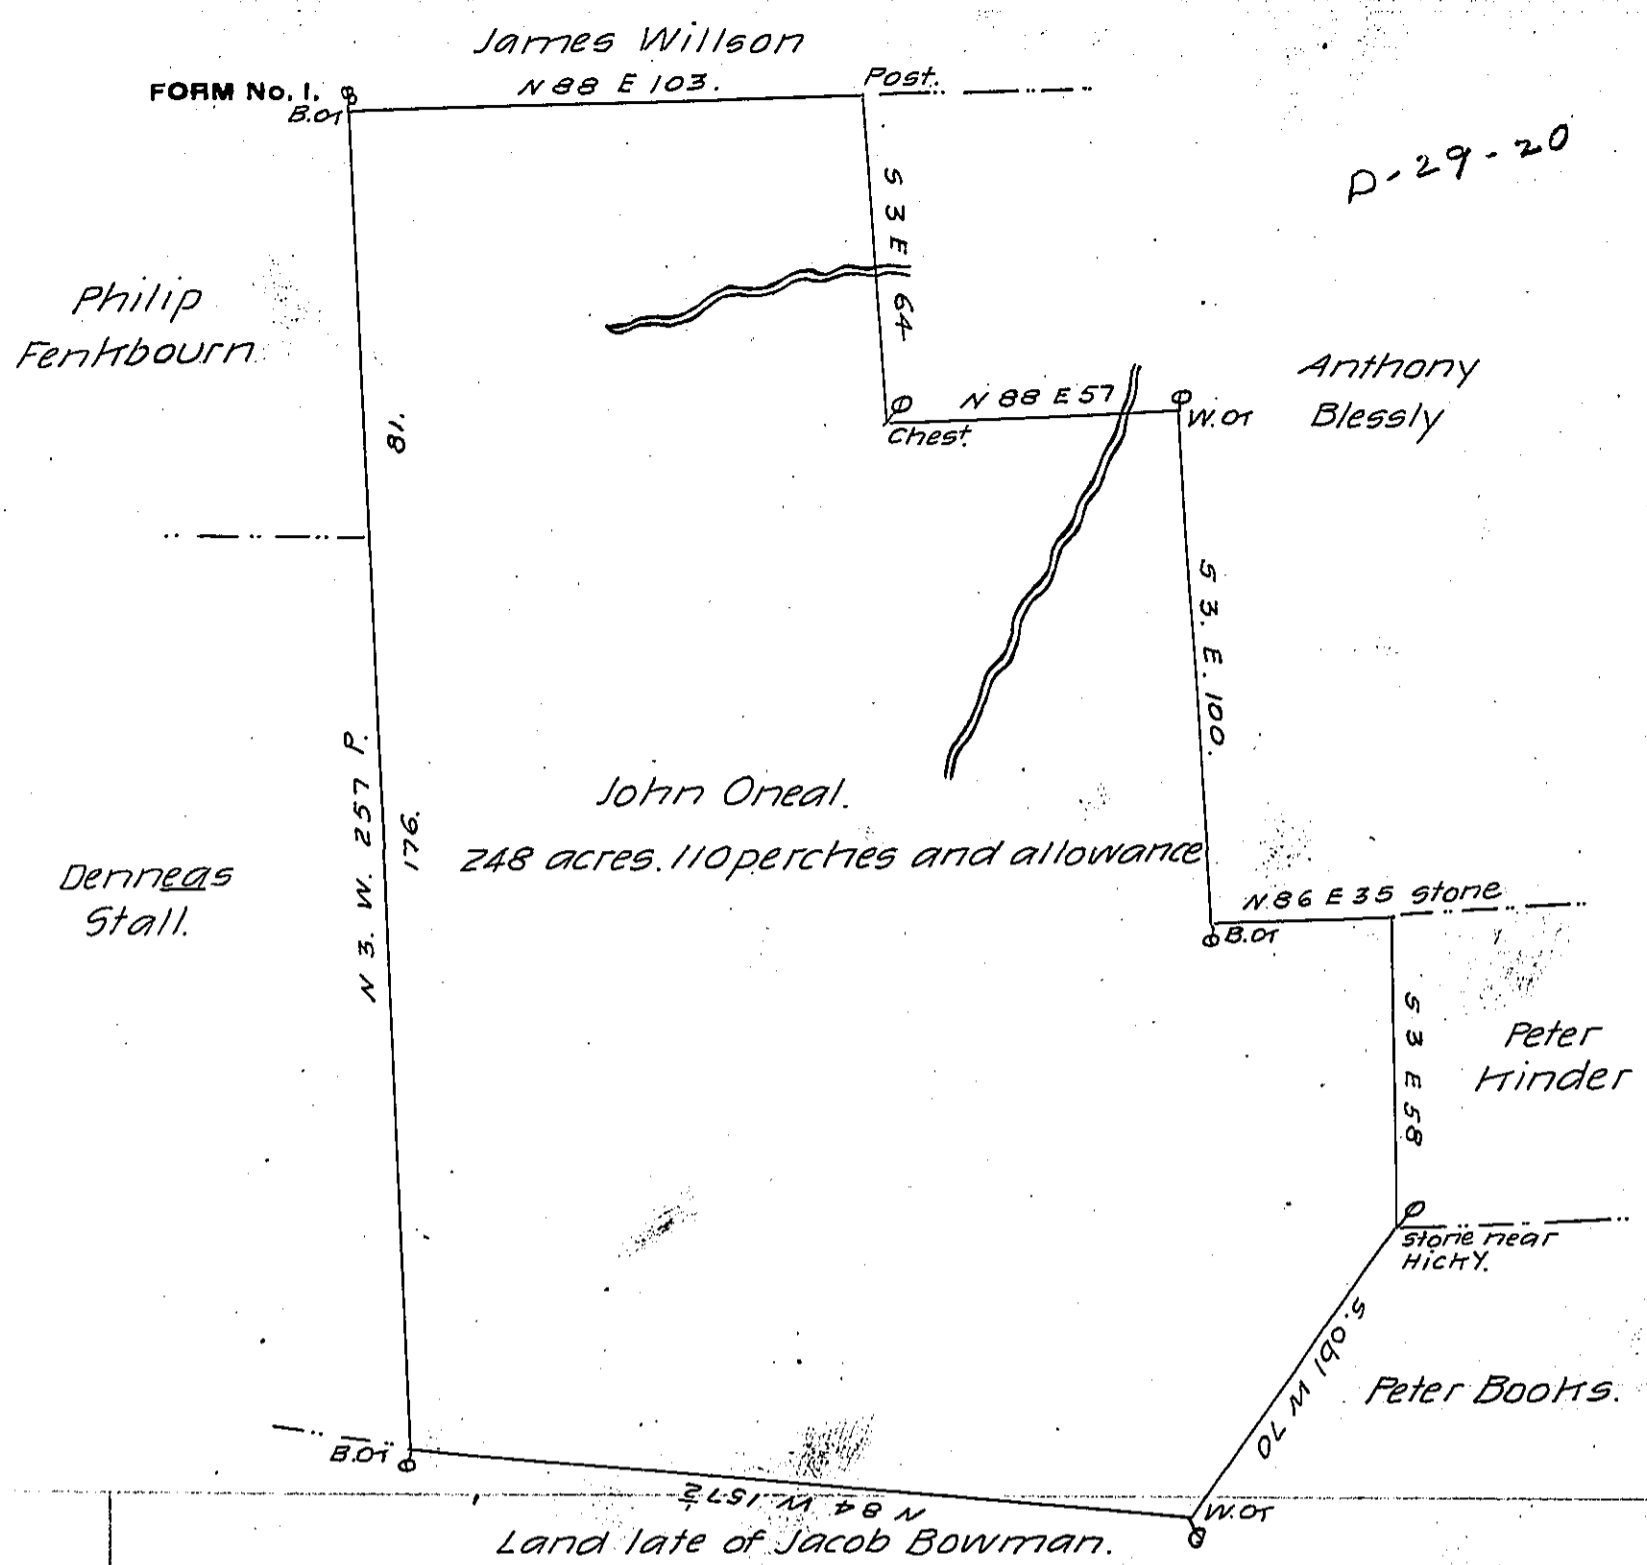 James Willson
FORM No. 1.
N 88 E 103.
Post.
B.OT
D-29-20
S 3 E 64
Philip
Fenkbourn
Anthony
Blessly
N 88 E 57
W.OT
Chest.
81.
S 3. E. 100.
N 3. W. 257 P.
176.
John Oneal.
248 acres. 110 perches and allowance
Denneas
Stall.
N 86 E 35 Stone
B.OT
S 3 E 58
Peter
Kinder
Stone near
HickY.
Peter Books.
W 70
B.OT
N 84 W 157½
W.OT
Land late of Jacob Bowman.